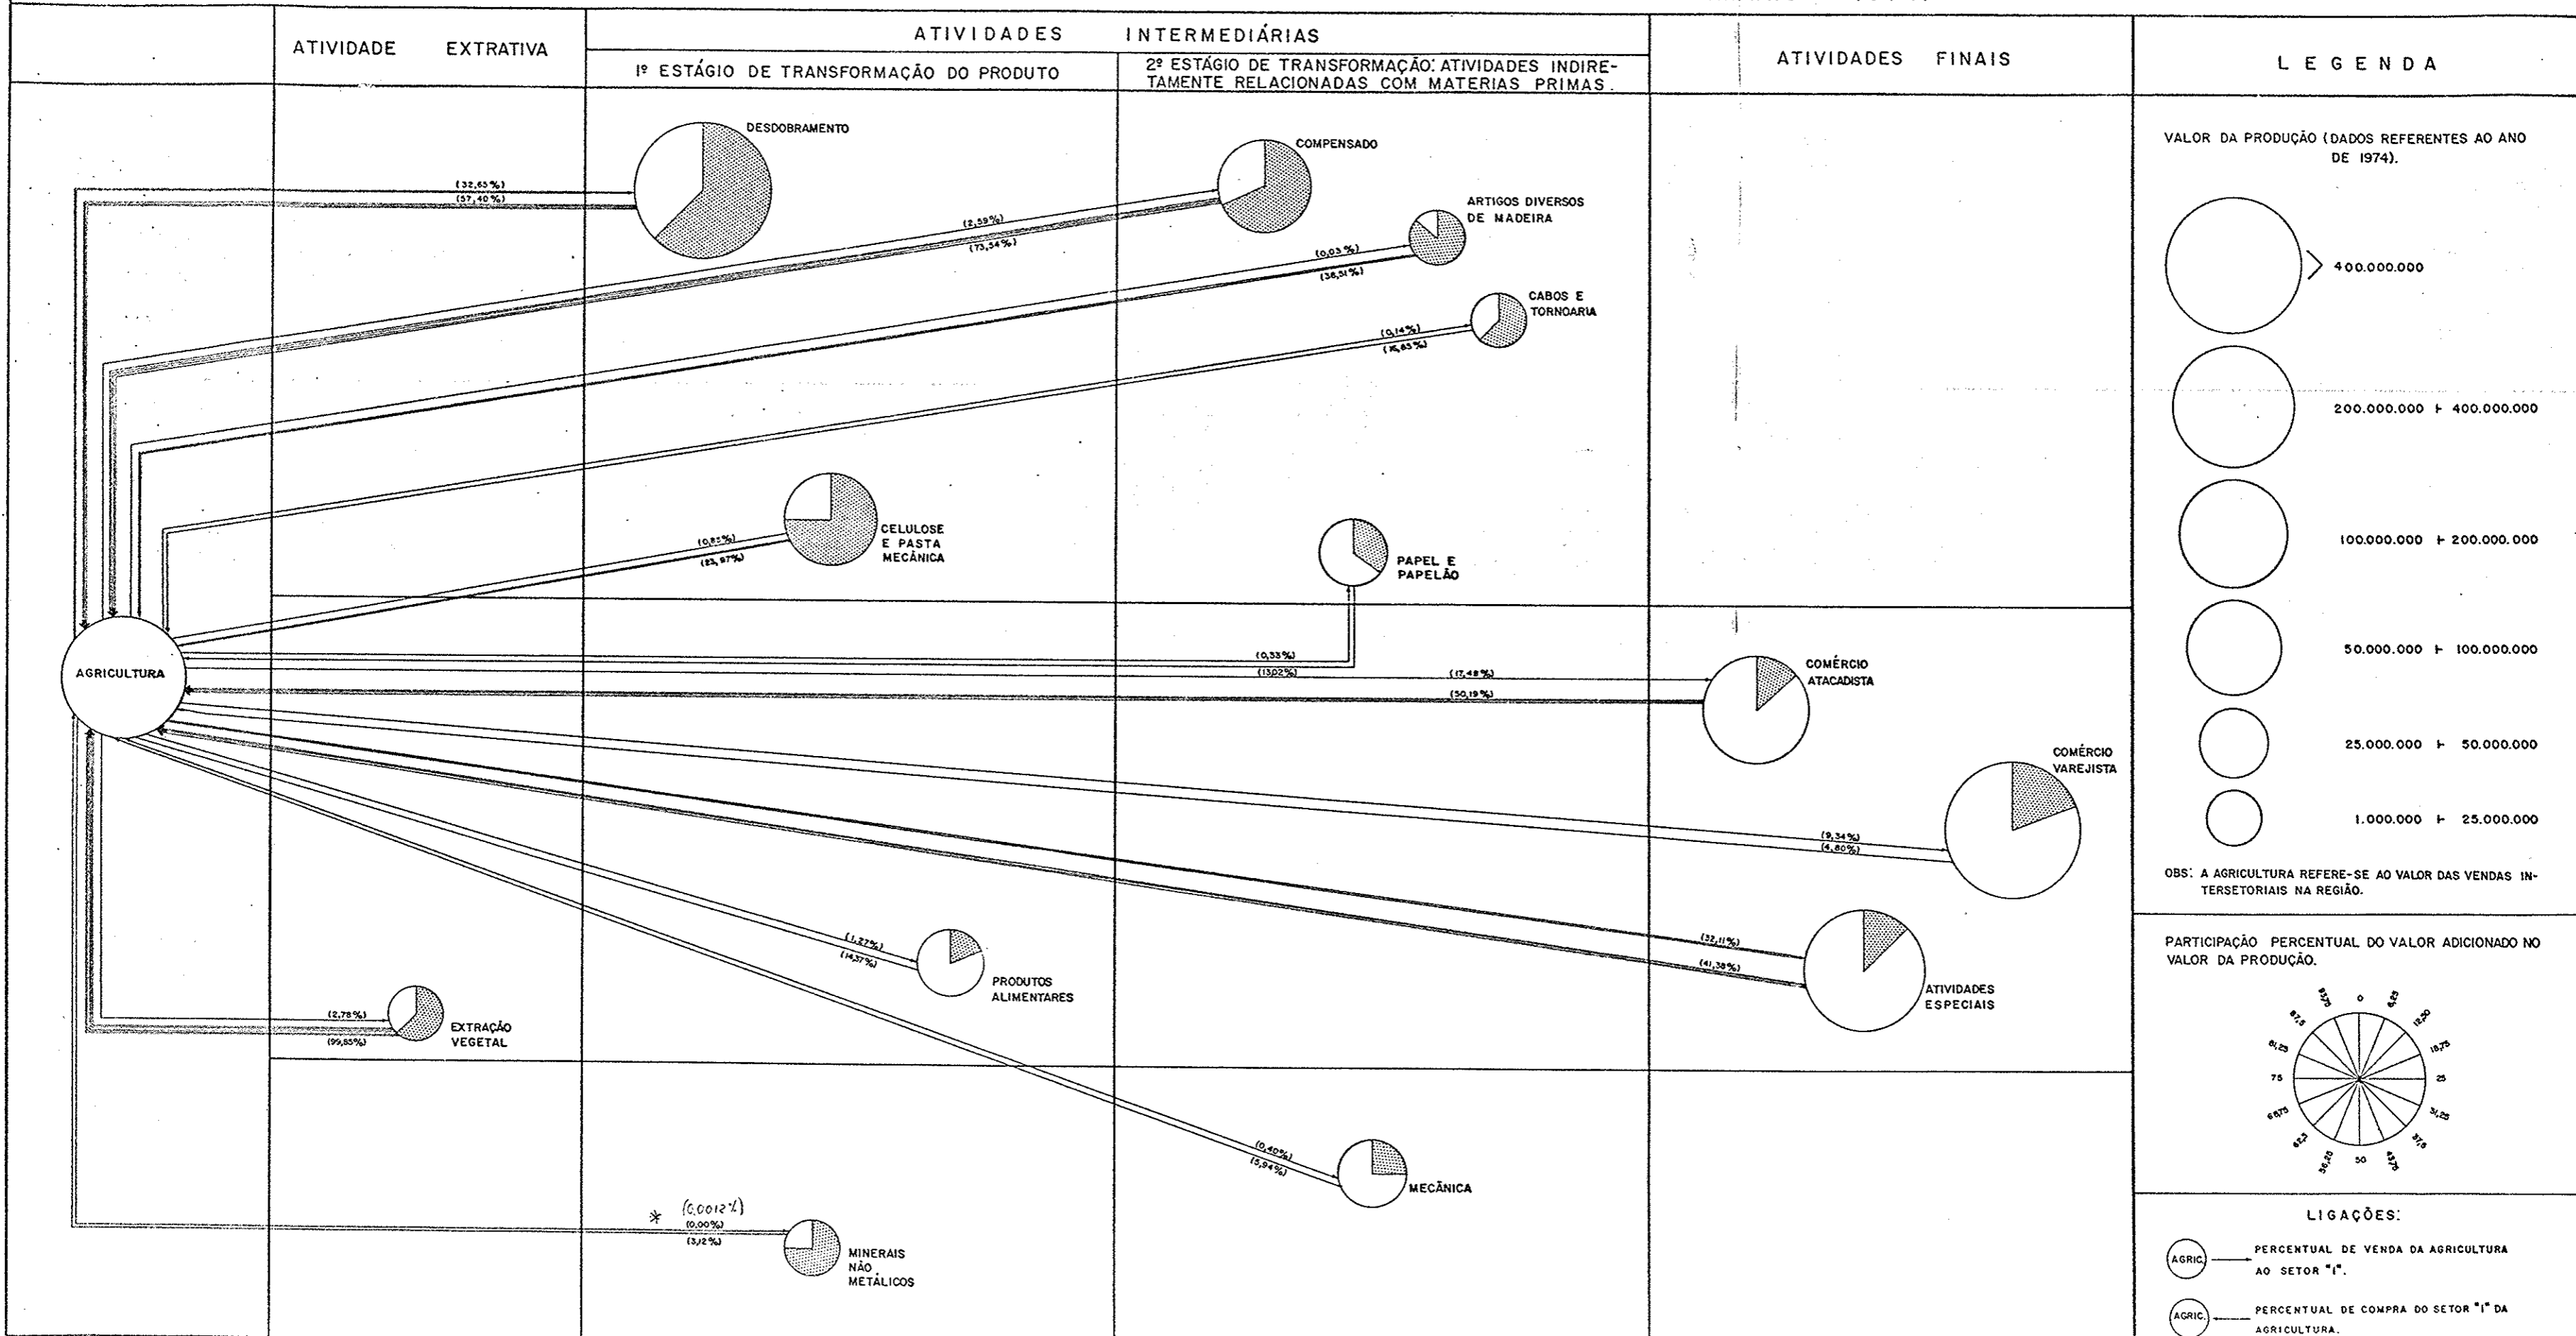 ATIVIDADE EXTRATIVA
ATIVIDADES INTERMEDIÁRIAS
1º ESTÁGIO DE TRANSFORMAÇÃO DO PRODUTO
2º ESTÁGIO DE TRANSFORMAÇÃO: ATIVIDADES INDIRE-
TAMENTE RELACIONADAS COM MATERIAS PRIMAS.
ATIVIDADES FINAIS
LEGENDA
DESDOBRAMENTO
(32,65%)
(57,40%)
COMPENSADO
(2,59%)
(73,54%)
ARTIGOS DIVERSOS
DE MADEIRA
(0,03%)
(38,51%)
CABOS E
TORNOARIA
(0,14%)
(16,85%)
CELULOSE
E PASTA
MECÂNICA
(0,85%)
(23,97%)
PAPEL E
PAPELÃO
(0,33%)
(13,02%)
AGRICULTURA
COMÉRCIO
ATACADISTA
(17,48%)
(50,19%)
COMÉRCIO
VAREJISTA
(9,34%)
(4,80%)
ATIVIDADES
ESPECIAIS
(32,11%)
(41,38%)
PRODUTOS
ALIMENTARES
(1,27%)
(14,37%)
EXTRAÇÃO
VEGETAL
(2,78%)
(99,85%)
MECÂNICA
(0,40%)
(5,94%)
* (0,0012%)
(0,00%)
(3,12%)
MINERAIS
NÃO
METÁLICOS
VALOR DA PRODUÇÃO (DADOS REFERENTES AO ANO
DE 1974).
> 400.000.000
200.000.000 ⊢ 400.000.000
100.000.000 ⊢ 200.000.000
50.000.000 ⊢ 100.000.000
25.000.000 ⊢ 50.000.000
1.000.000 ⊢ 25.000.000
OBS: A AGRICULTURA REFERE-SE AO VALOR DAS VENDAS IN-
TERSETORIAIS NA REGIÃO.
PARTICIPAÇÃO PERCENTUAL DO VALOR ADICIONADO NO
VALOR DA PRODUÇÃO.
0
6,25
12,50
18,75
25
31,25
37,5
43,75
50
56,25
62,5
68,75
75
81,25
87,5
93,75
LIGAÇÕES:
AGRIC.
PERCENTUAL DE VENDA DA AGRICULTURA
AO SETOR "I".
AGRIC.
PERCENTUAL DE COMPRA DO SETOR "I" DA
AGRICULTURA.